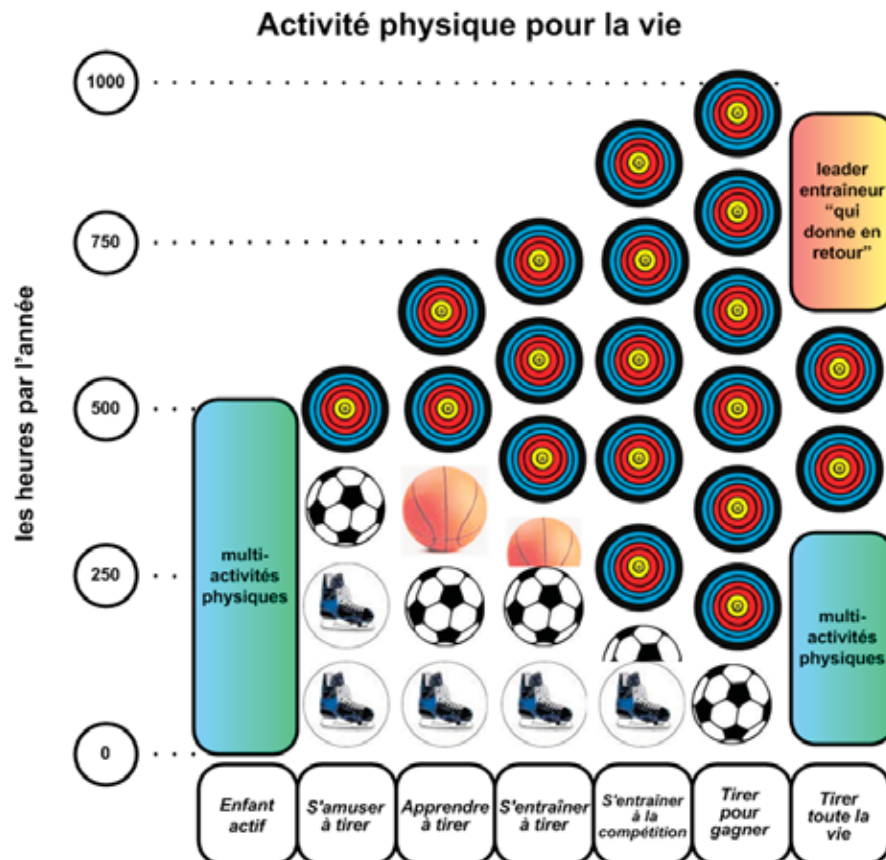 Activité physique pour la vie
1000
750
500
250
0
les heures par l'année
multi-
activités
physiques
leader
entraîneur
"qui
donne en
retour"
multi-
activités
physiques
Enfant
actif
S'amuser
à tirer
Apprendre
à tirer
S'entraîner
à tirer
S'entraîner
à la
compétition
Tirer
pour
gagner
Tirer
toute la
vie